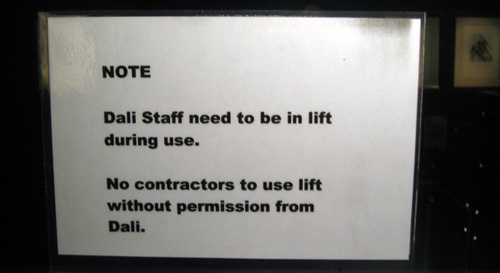 NOTE
Dali Staff need to be in lift
during use.
No contractors to use lift
without permission from
Dali.